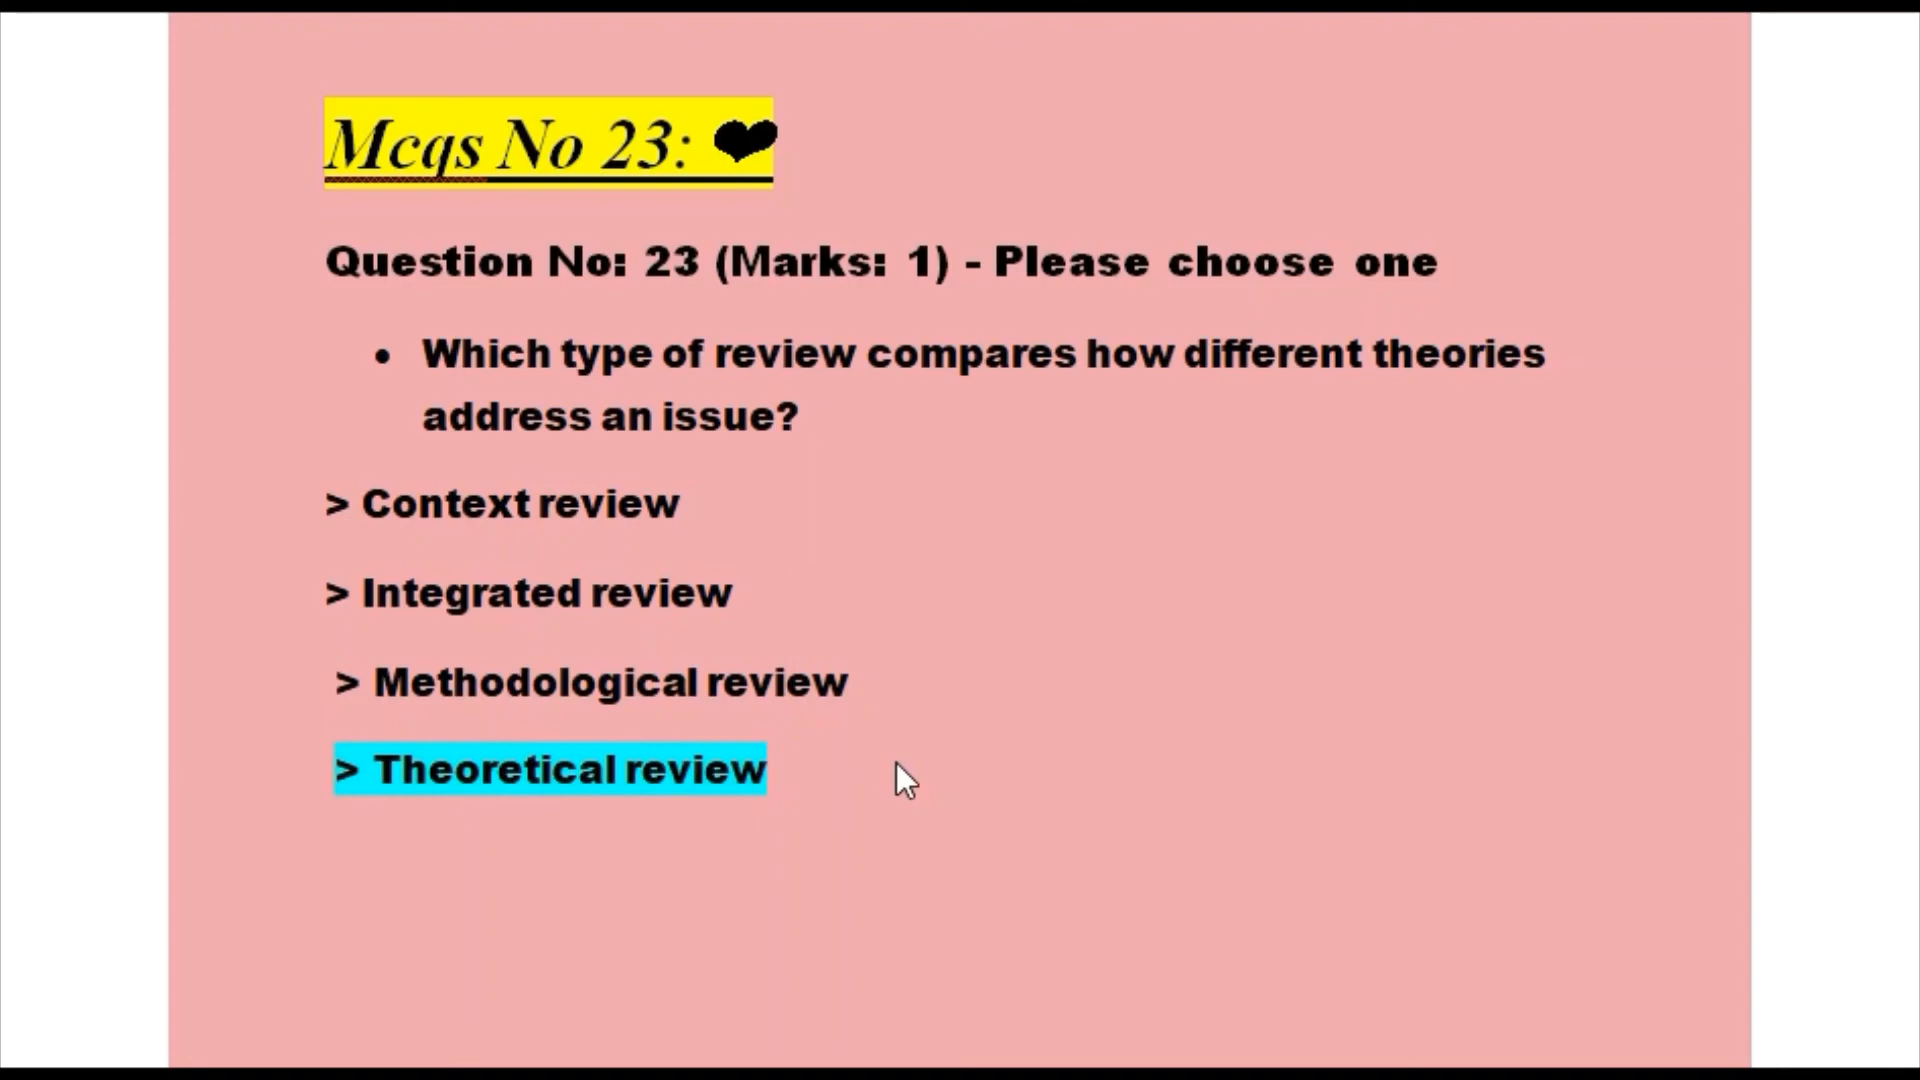 Mcqs No 23: ❤
Question No: 23 (Marks: 1) - Please choose one
• Which type of review compares how different theories
address an issue?
> Context review
> Integrated review
> Methodological review
> Theoretical review